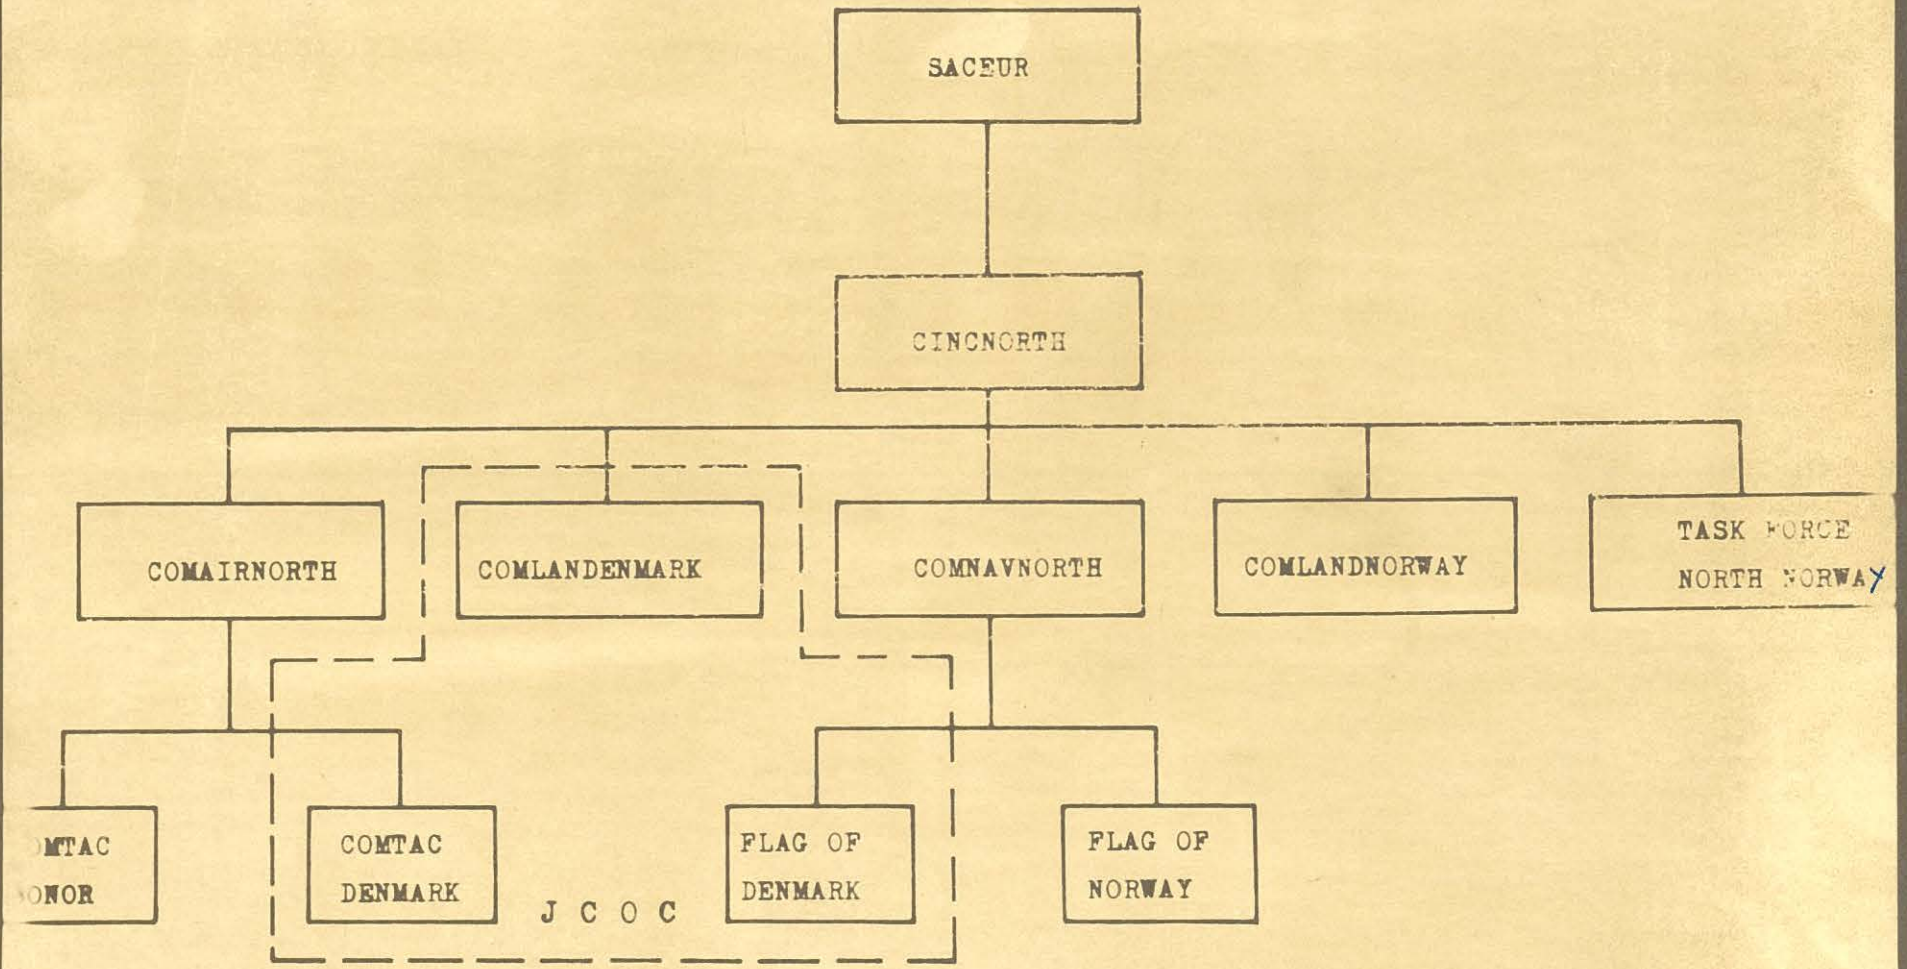 SACEUR
CINCNORTH
COMAIRNORTH
COMLANDENMARK
COMNAVNORTH
COMLANDNORWAY
TASK FORCE
NORTH NORWAY
COMTAC
DENMARK
FLAG OF
DENMARK
FLAG OF
NORWAY
J C O C